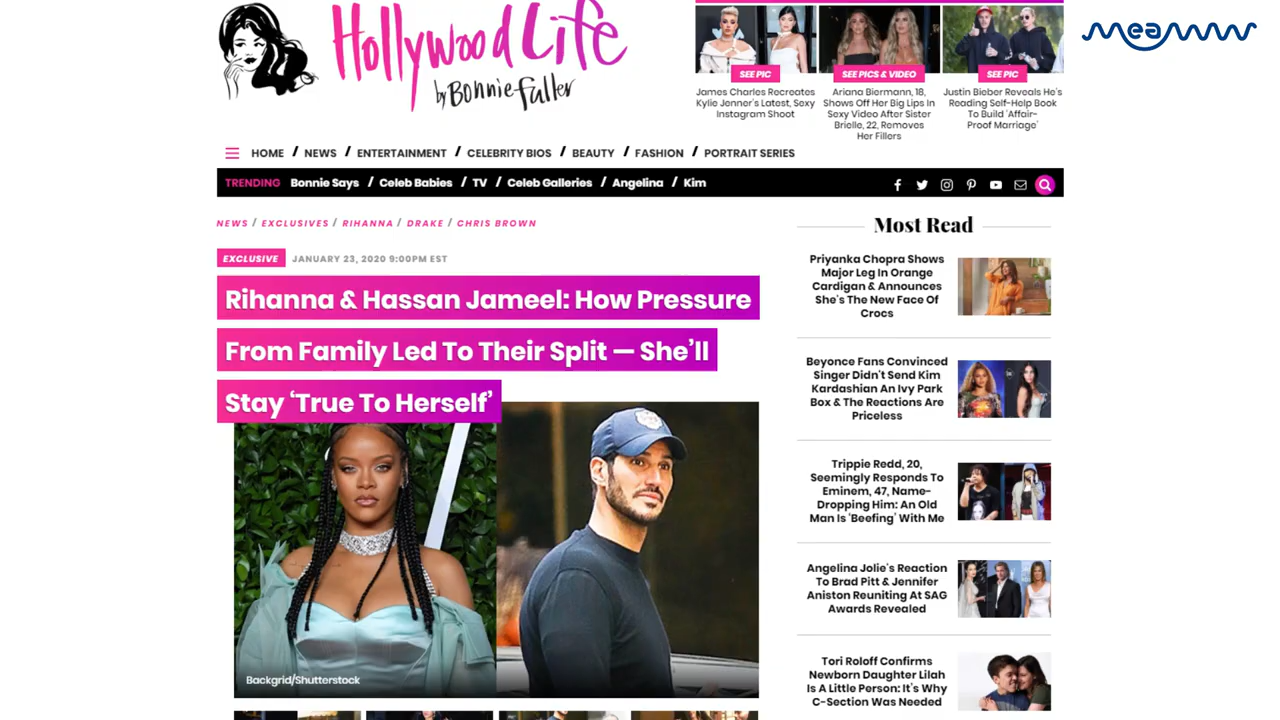 HollywoodLife
by Bonnie Fuller
meaww
SEE PIC
James Charles Recreates
Kylie Jenner's Latest, Sexy
Instagram Shoot
SEE PICS & VIDEO
Ariana Biermann, 18,
Shows Off Her Big Lips In
Sexy Video After Sister
Brielle, 22, Removes
Her Fillers
SEE PIC
Justin Bieber Reveals He's
Reading Self-Help Book
To Build 'Affair-
Proof Marriage'
HOME / NEWS / ENTERTAINMENT / CELEBRITY BIOS / BEAUTY / FASHION / PORTRAIT SERIES
TRENDING Bonnie Says / Celeb Babies / TV / Celeb Galleries / Angelina / Kim
NEWS / EXCLUSIVES / RIHANNA / DRAKE / CHRIS BROWN
EXCLUSIVE JANUARY 23, 2020 9:00PM EST
Rihanna & Hassan Jameel: How Pressure
From Family Led To Their Split — She'll
Stay 'True To Herself'
Backgrid/Shutterstock
Most Read
Priyanka Chopra Shows
Major Leg In Orange
Cardigan & Announces
She's The New Face Of
Crocs
Beyonce Fans Convinced
Singer Didn't Send Kim
Kardashian An Ivy Park
Box & The Reactions Are
Priceless
Trippie Redd, 20,
Seemingly Responds To
Eminem, 47, Name-
Dropping Him: An Old
Man Is 'Beefing' With Me
Angelina Jolie's Reaction
To Brad Pitt & Jennifer
Aniston Reuniting At SAG
Awards Revealed
Tori Roloff Confirms
Newborn Daughter Lilah
Is A Little Person: It's Why
C-Section Was Needed